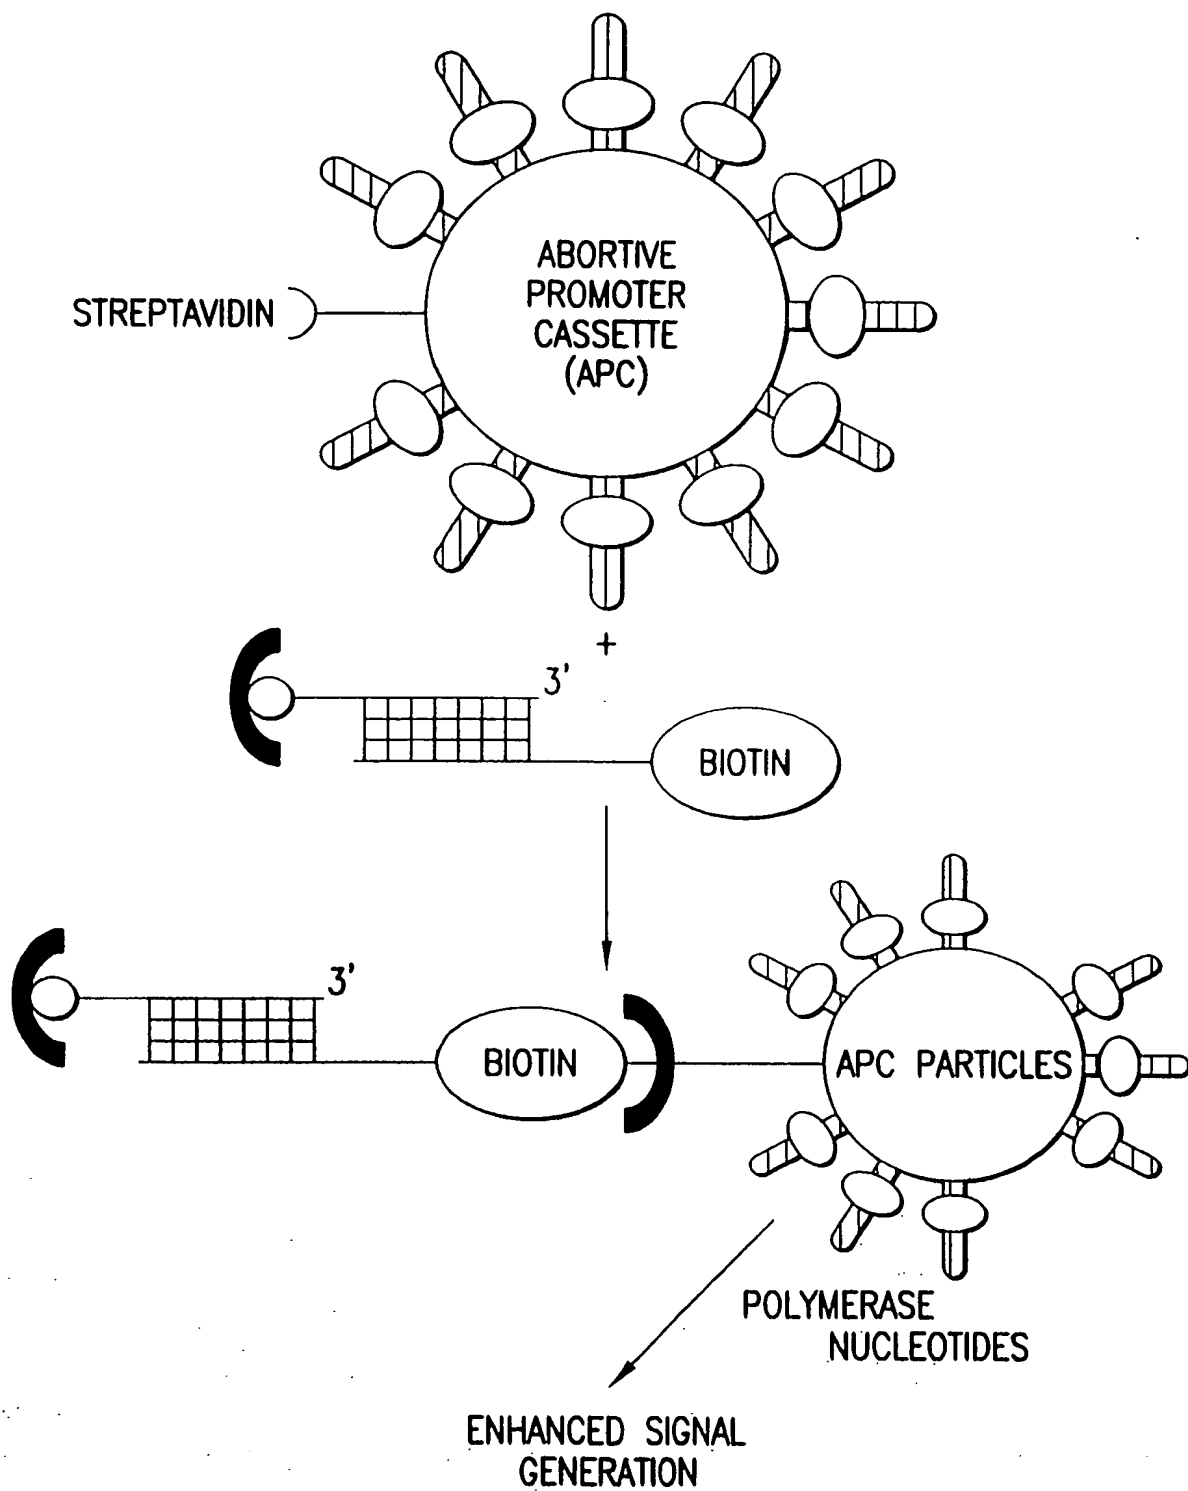 ABORTIVE
PROMOTER
CASSETTE
(APC)
STREPTAVIDIN
+
3'
BIOTIN
3'
BIOTIN
APC PARTICLES
POLYMERASE
NUCLEOTIDES
ENHANCED SIGNAL
GENERATION